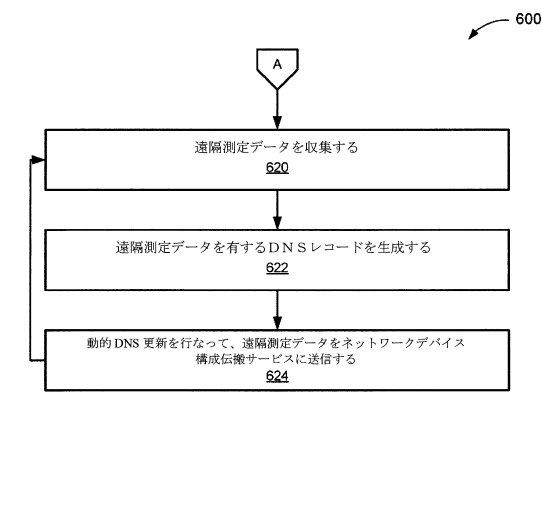 600
A
遠隔測定データを収集する
620
遠隔測定データを有するDNSレコードを生成する
622
動的 DNS 更新を行なって、遠隔測定データをネットワークデバイス
構成伝搬サービスに送信する
624